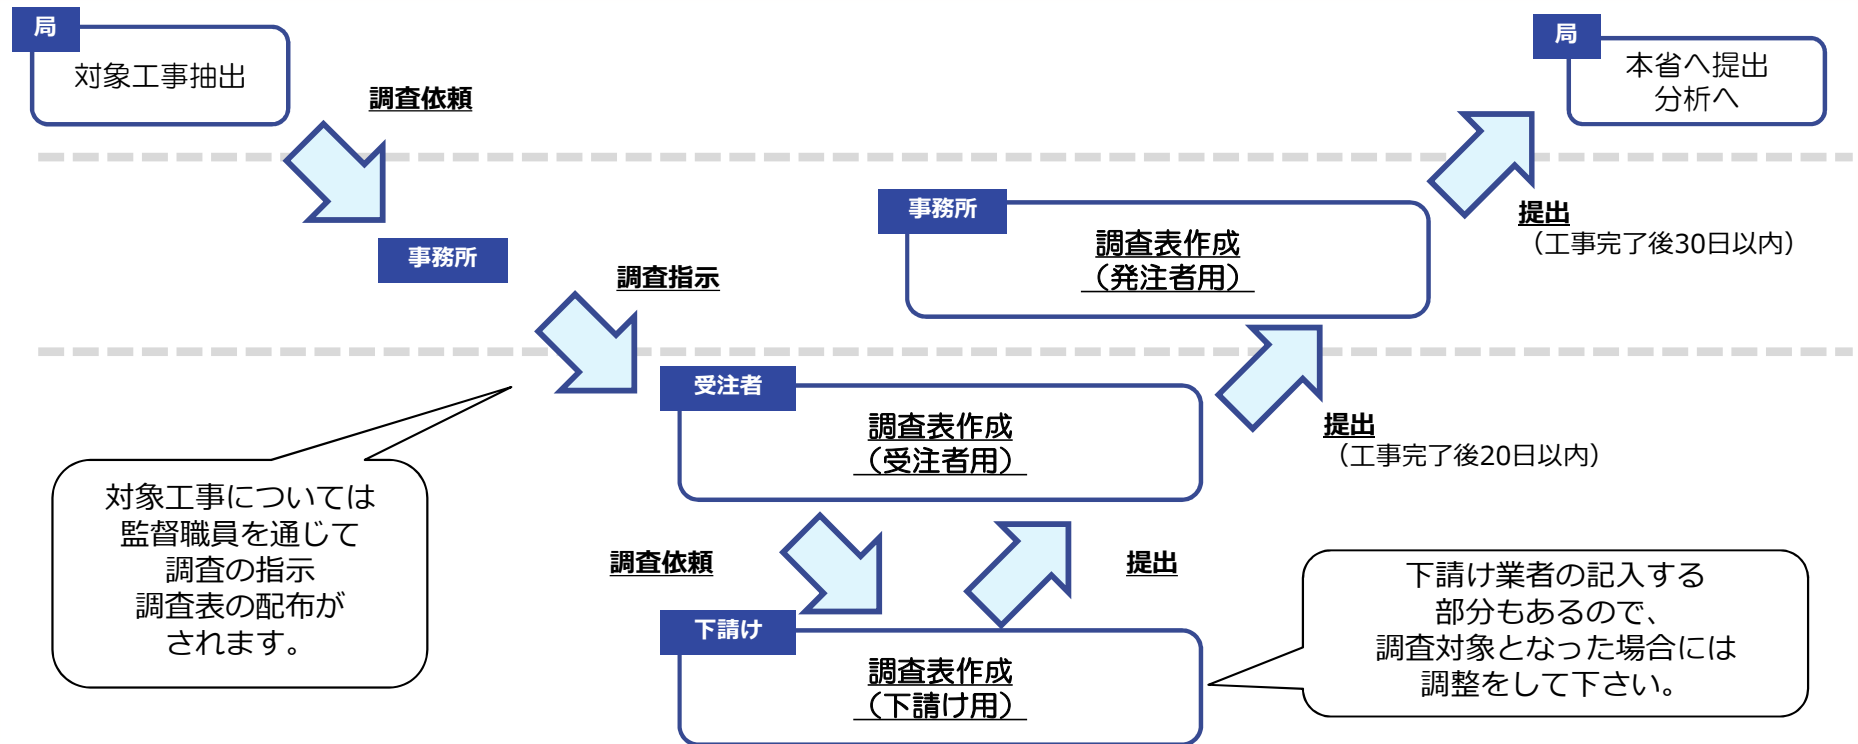 局
対象工事抽出
調査依頼
事務所
調査指示
受注者
調査表作成
（受注者用）
調査依頼
下請け
調査表作成
（下請け用）
提出
提出
（工事完了後20日以内）
事務所
調査表作成
（発注者用）
提出
（工事完了後30日以内）
局
本省へ提出
分析へ
対象工事については
監督職員を通じて
調査の指示
調査表の配布が
されます。
下請け業者の記入する
部分もあるので、
調査対象となった場合には
調整をして下さい。